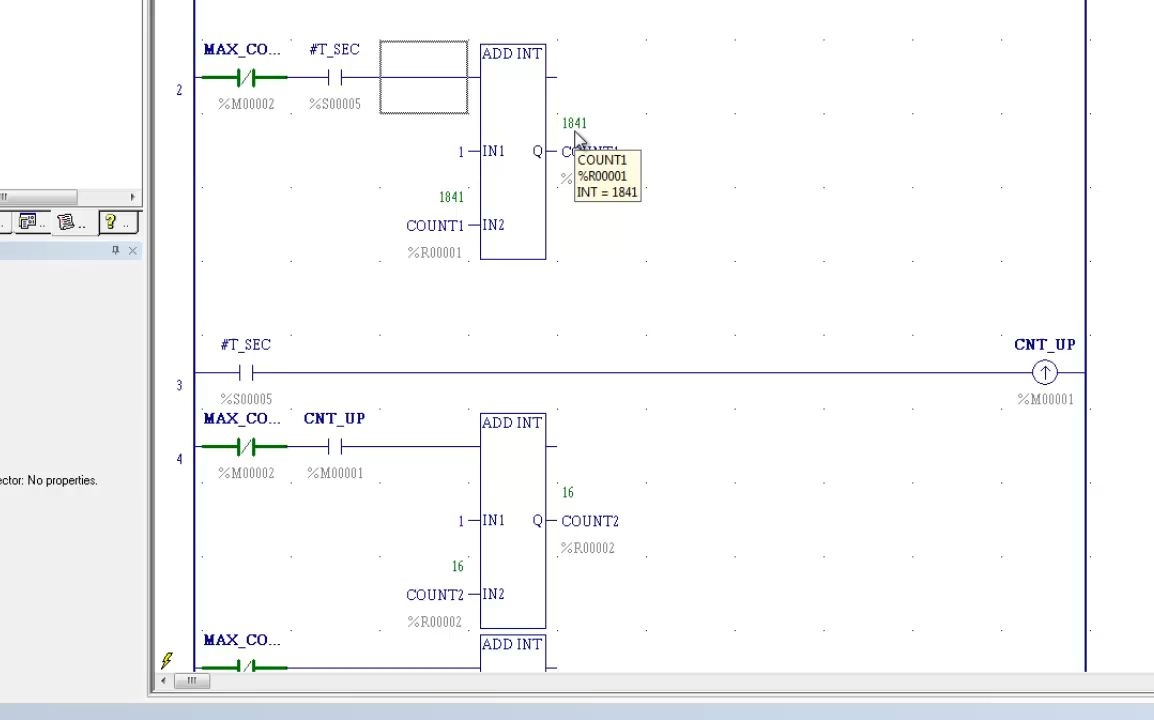 MAX_CO... #T_SEC ADD INT
2
%M00002 %S00005
1841
1 IN1 Q
COUNT1
%R00001
INT = 1841
1841
COUNT1 IN2
%R00001
#T_SEC CNT_UP
3
%S00005 %M00001
MAX_CO... CNT_UP ADD INT
4
%M00002 %M00001
16
1 IN1 Q COUNT2
%R00002
16
COUNT2 IN2
%R00002
MAX_CO... ADD INT
No properties.